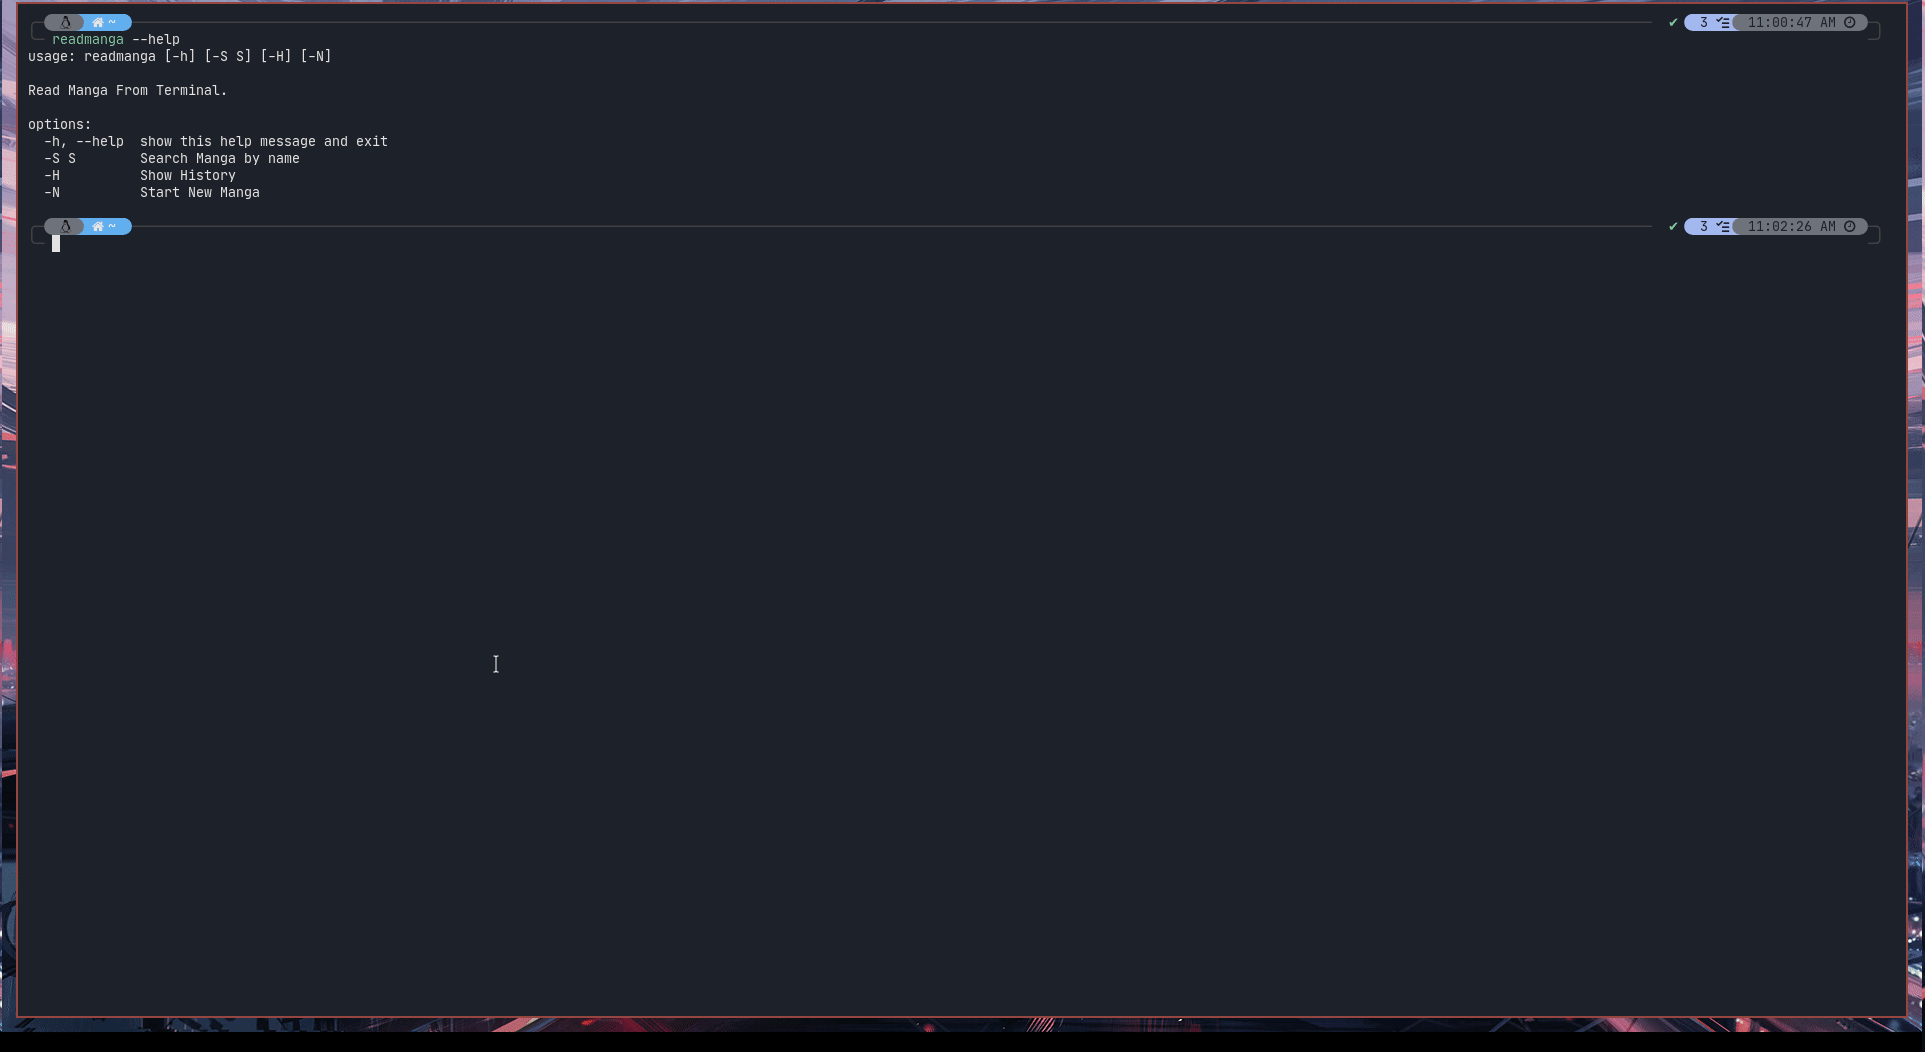 ~ ✔ 3 11:00:47 AM
readmanga --help
usage: readmanga [-h] [-S S] [-H] [-N]
Read Manga From Terminal.
options:
-h, --help  show this help message and exit
-S S        Search Manga by name
-H          Show History
-N          Start New Manga
~ ✔ 3 11:02:26 AM